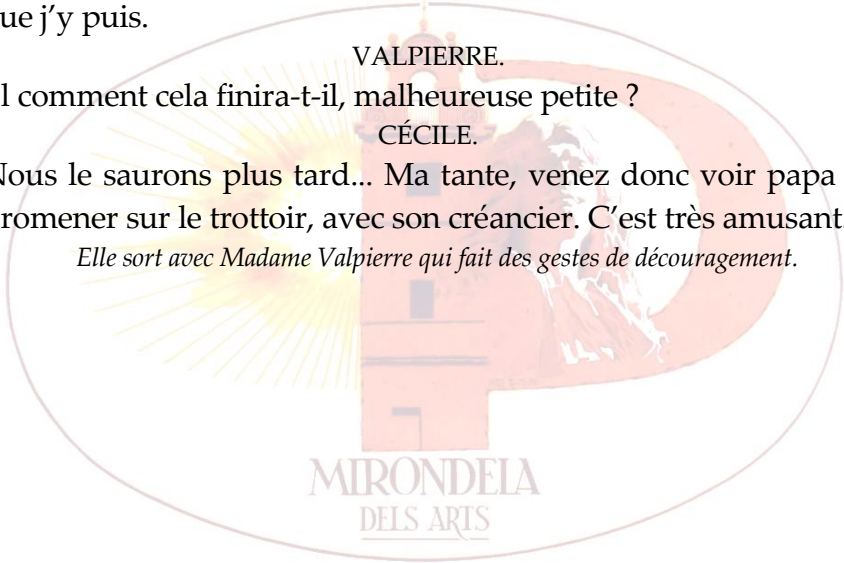 ue j’y puis.
VALPIERRE.
l comment cela finira-t-il, malheureuse petite ?
CÉCILE.
Nous le saurons plus tard... Ma tante, venez donc voir papa
romener sur le trottoir, avec son créancier. C’est très amusant.
Elle sort avec Madame Valpierre qui fait des gestes de découragement.
MIRONDELA
DELS ARTS